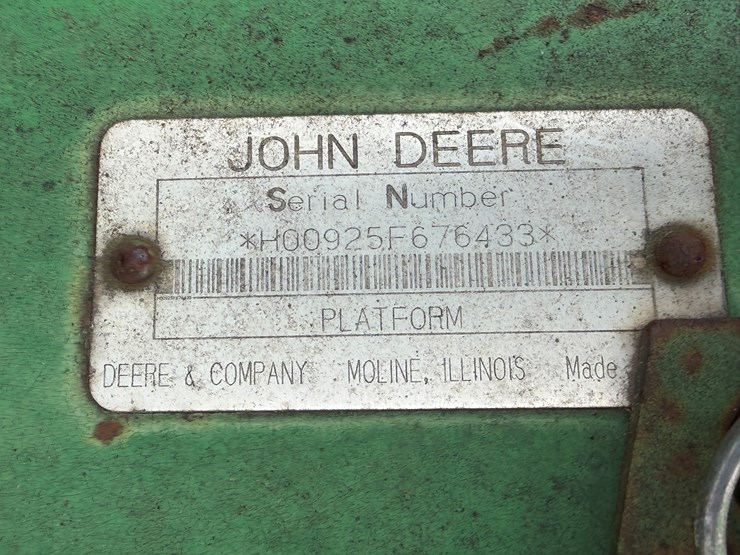 JOHN DEERE
Serial Number
*H00925F676433*
PLATFORM
DEERE & COMPANY MOLINE, ILLINOIS Made